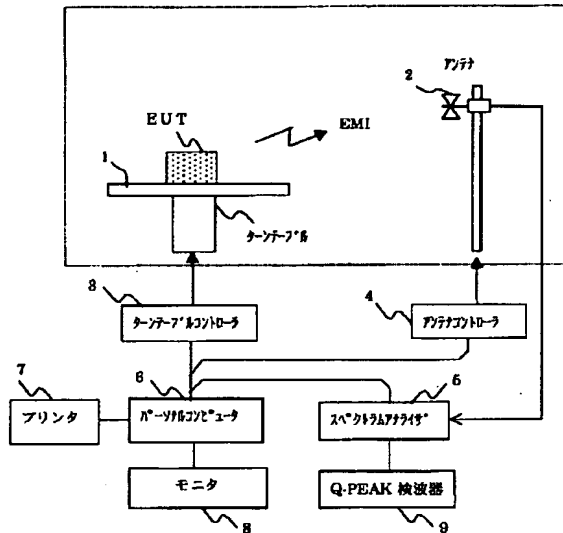 アンテナ
2
EUT
EMI
1
ターンテーブル
3
4
ターンテーブルコントローラ
アンテナコントローラ
7
6
5
プリンタ
パーソナルコンピュータ
スペクトラムアナライザ
モニタ
Q-PEAK 検波器
8
9